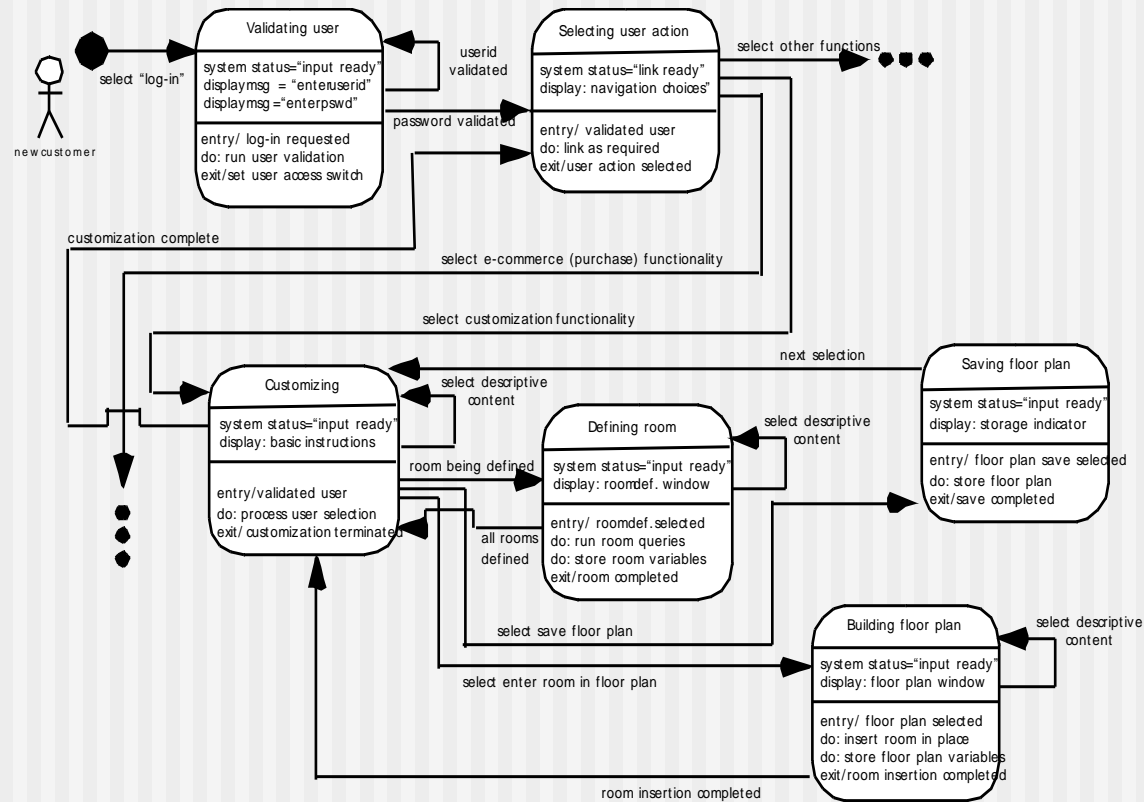 Validating user
system status="input ready"
displaymsg = "enteruserid"
displaymsg ="enterpswd"
entry/ log-in requested
do: run user validation
exit/set user access switch
select "log-in"
newcustomer
userid
validated
password validated
Selecting user action
system status="link ready"
display: navigation choices"
entry/ validated user
do: link as required
exit/user action selected
select other functions
customization complete
select e-commerce (purchase) functionality
select customization functionality
next selection
Customizing
system status="input ready"
display: basic instructions
entry/validated user
do: process user selection
exit/ customization terminated
select descriptive
content
room being defined
all rooms
defined
Defining room
system status="input ready"
display: roomdef. window
entry/ roomdef.selected
do: run room queries
do: store room variables
exit/room completed
select descriptive
content
Saving floor plan
system status="input ready"
display: storage indicator
entry/ floor plan save selected
do: store floor plan
exit/save completed
select save floor plan
select enter room in floor plan
Building floor plan
system status="input ready"
display: floor plan window
entry/ floor plan selected
do: insert room in place
do: store floor plan variables
exit/room insertion completed
select descriptive
content
room insertion completed